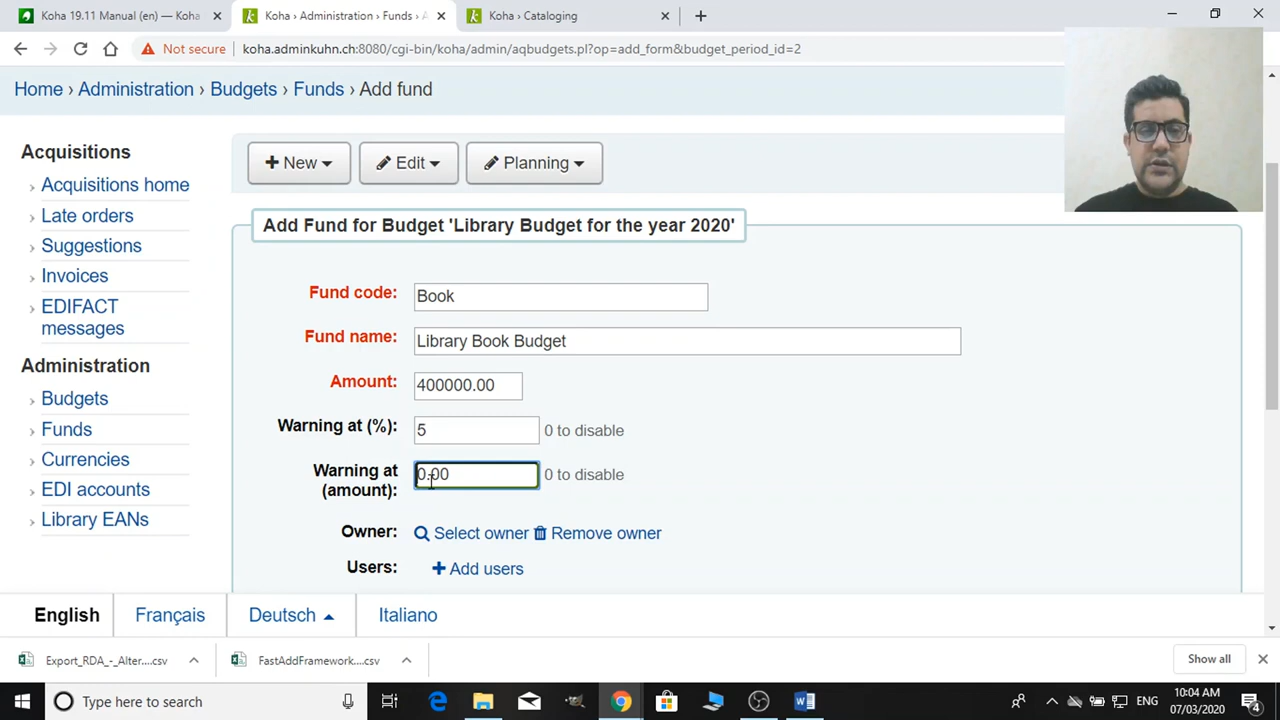 Koha 19.11 Manual (en) — Koha
Koha › Administration › Funds › A
Koha › Cataloging
Not secure koha.adminkuhn.ch:8080/cgi-bin/koha/admin/aqbudgets.pl?op=add_form&budget_period_id=2
Home › Administration › Budgets › Funds › Add fund
Acquisitions
Acquisitions home
Late orders
Suggestions
Invoices
EDIFACT
messages
Administration
Budgets
Funds
Currencies
EDI accounts
Library EANs
New Edit Planning
Add Fund for Budget 'Library Budget for the year 2020'
Fund code: Book
Fund name: Library Book Budget
Amount: 400000.00
Warning at (%): 5 0 to disable
Warning at
(amount): 0.00 0 to disable
Owner: Select owner Remove owner
Users: Add users
English Français Deutsch Italiano
Export_RDA_-_Alter....csv FastAddFramework....csv Show all
Type here to search
ENG
10:04 AM
07/03/2020
4